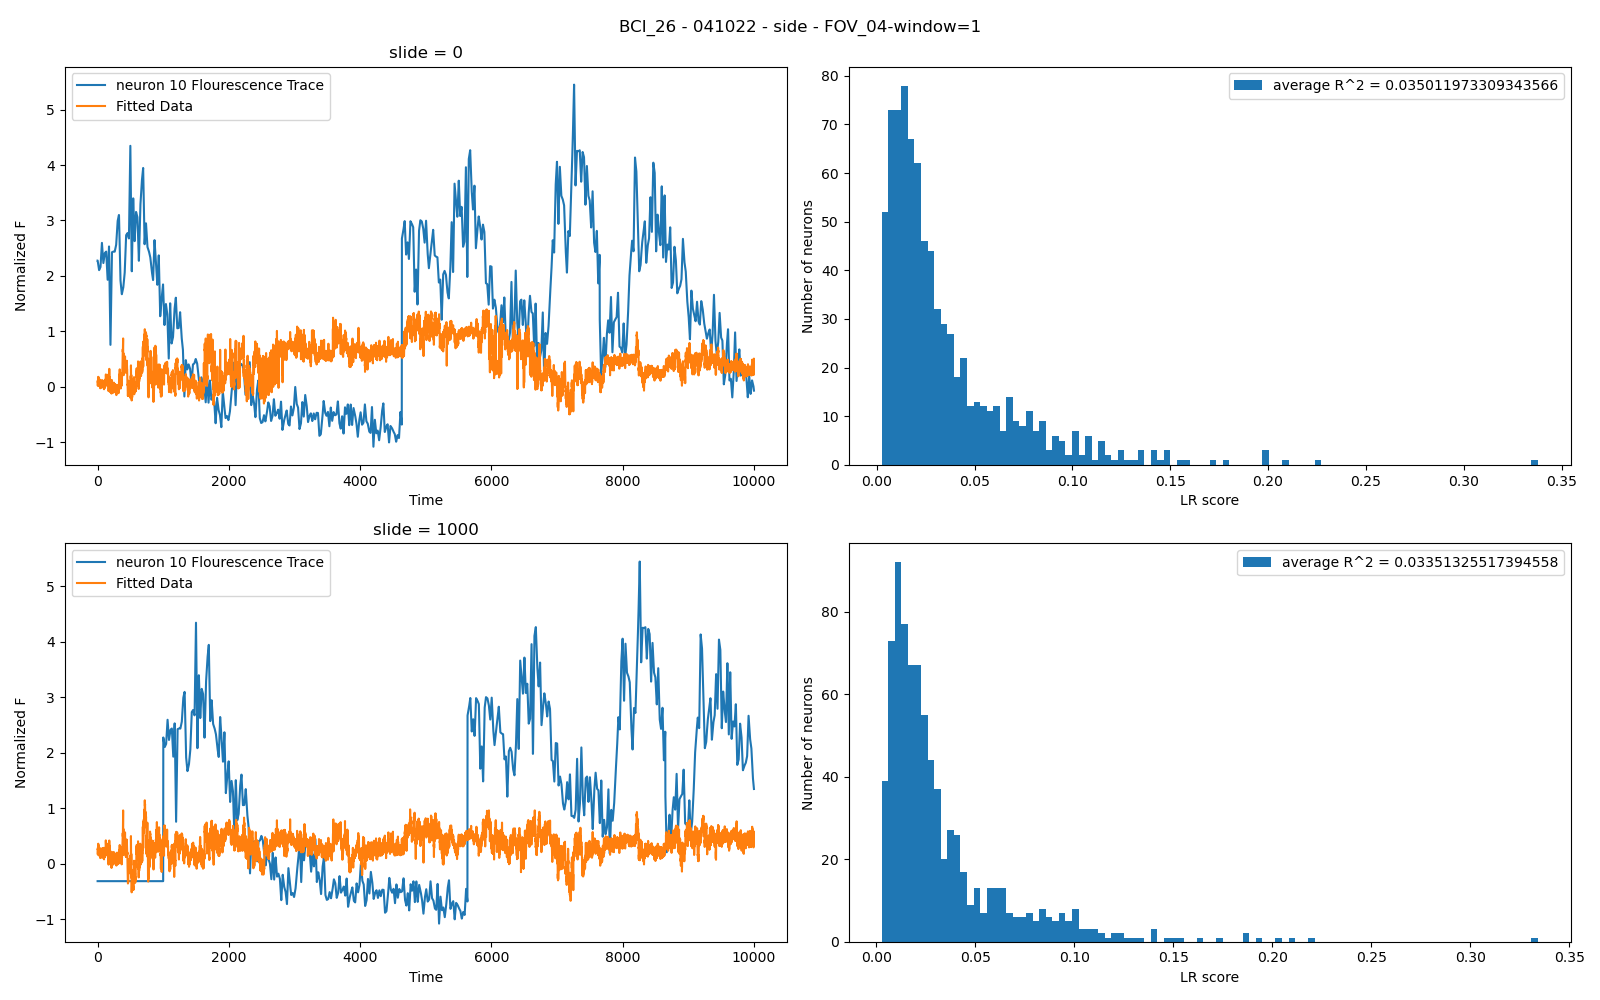 BCI_26 - 041022 - side - FOV_04-window=1
slide = 0
neuron 10 Flourescence Trace
Fitted Data
Normalized F
5
4
3
2
1
0
−1
0 2000 4000 6000 8000 10000
Time
average R^2 = 0.035011973309343566
Number of neurons
80
70
60
50
40
30
20
10
0
0.00 0.05 0.10 0.15 0.20 0.25 0.30 0.35
LR score
slide = 1000
neuron 10 Flourescence Trace
Fitted Data
Normalized F
5
4
3
2
1
0
−1
0 2000 4000 6000 8000 10000
Time
average R^2 = 0.03351325517394558
Number of neurons
80
60
40
20
0
0.00 0.05 0.10 0.15 0.20 0.25 0.30 0.35
LR score